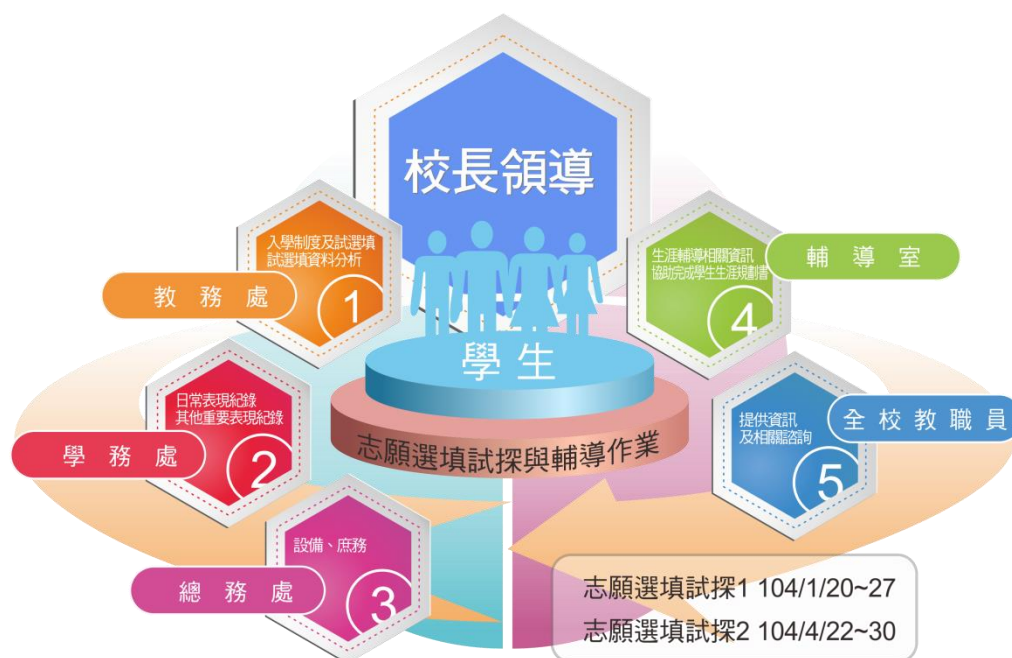 校長領導
入學制度及試選填
試選填資料分析
1
教務處
日常表現紀錄
其他重要表現紀錄
2
學務處
設備、庶務
3
總務處
生涯輔導相關資訊
協助完成學生生涯規劃書
4
輔導室
提供資訊
及相關諮詢
5
全校教職員
學生
志願選填試探與輔導作業
志願選填試探1 104/1/20~27
志願選填試探2 104/4/22~30